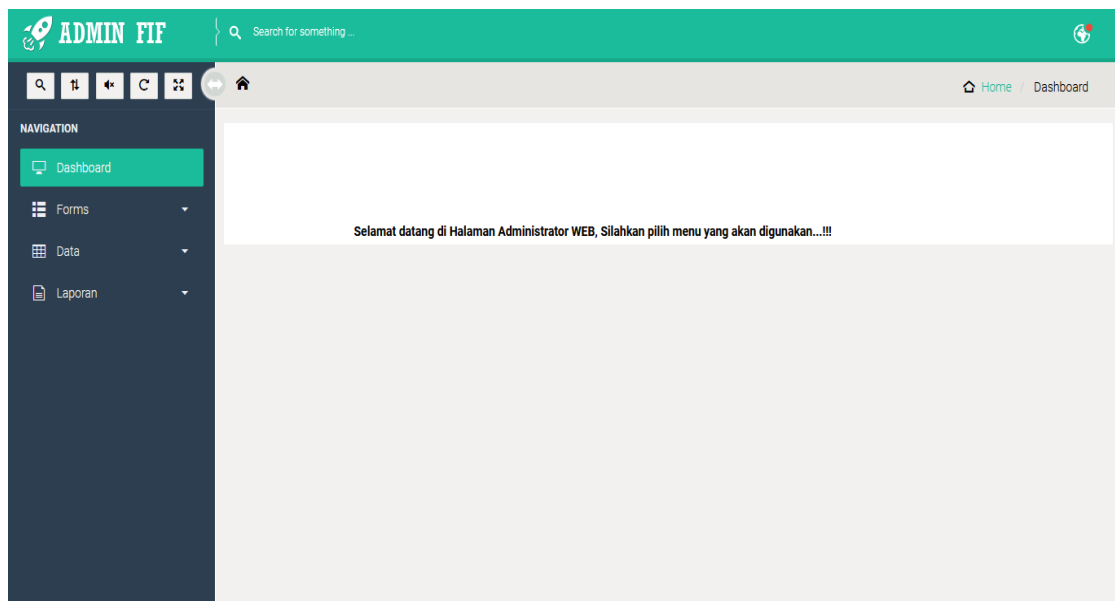 ADMIN FIF
Search for something ...
Home / Dashboard
NAVIGATION
Dashboard
Forms
Data
Laporan
Selamat datang di Halaman Administrator WEB, Silahkan pilih menu yang akan digunakan...!!!